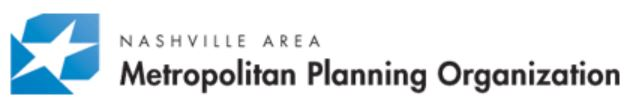 NASHVILLE AREA
Metropolitan Planning Organization